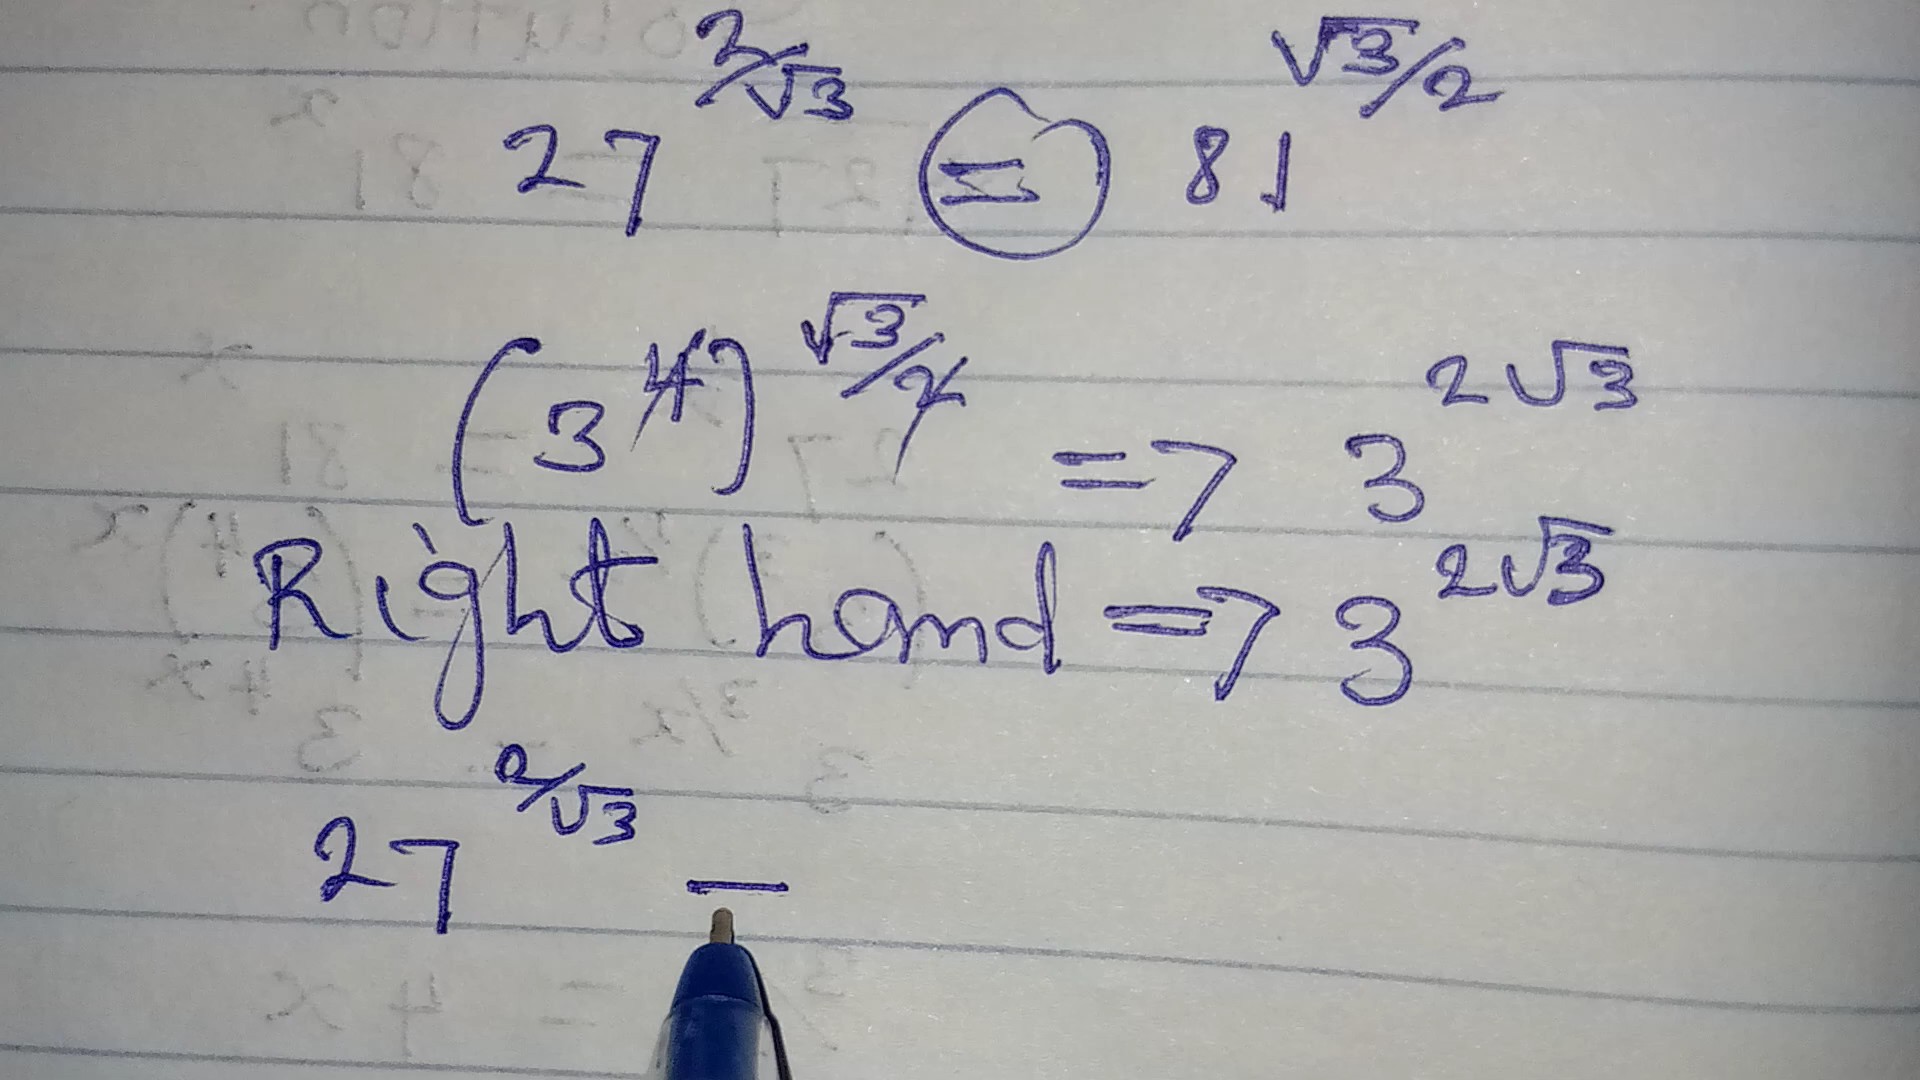 27^(2/√3) = 81^(√3/2)
(3^4)^(√3/2) => 3^(2√3)
Right hand => 3^(2√3)
27^(2/√3) –